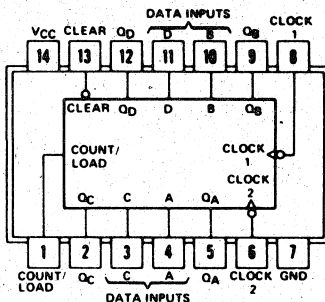 DATA INPUTS
CLOCK
VCC CLEAR QD D B QB 1
14 13 12 11 10 9 8
CLEAR QD D B QB
COUNT/
LOAD
CLOCK
1
CLOCK
2
QC C A QA
1 2 3 4 5 6 7
COUNT/
LOAD
QC C A QA CLOCK
2
GND
DATA INPUTS